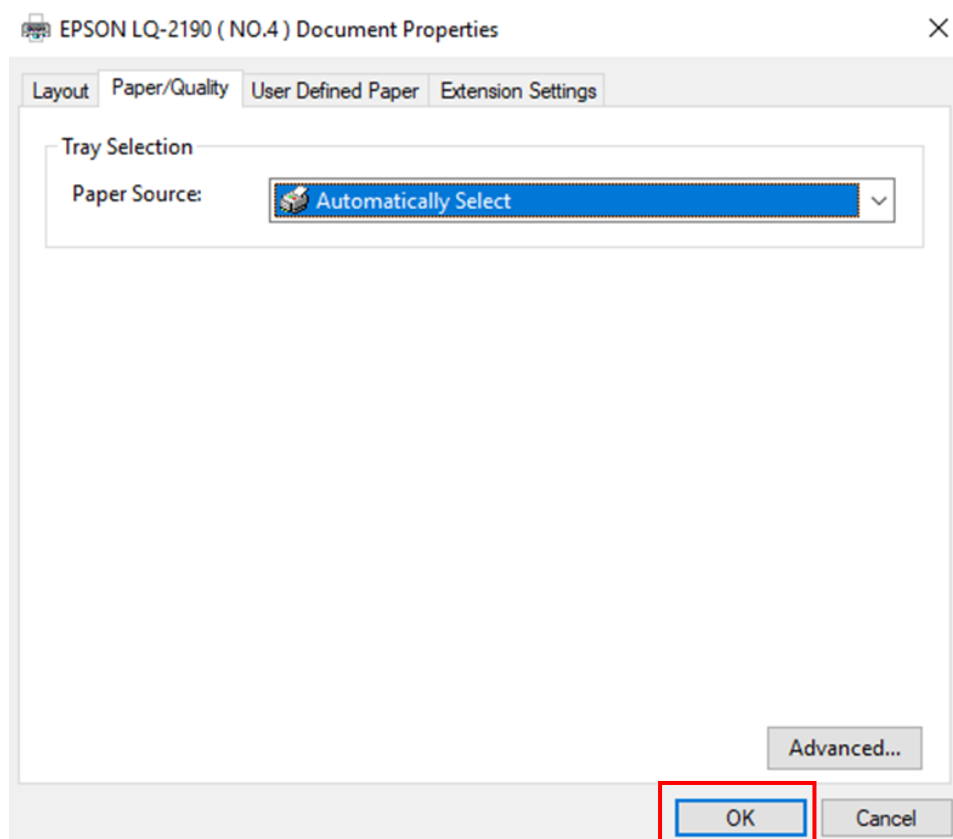 EPSON LQ-2190 ( NO.4 ) Document Properties
Layout Paper/Quality User Defined Paper Extension Settings
Tray Selection
Paper Source: Automatically Select
Advanced...
OK Cancel